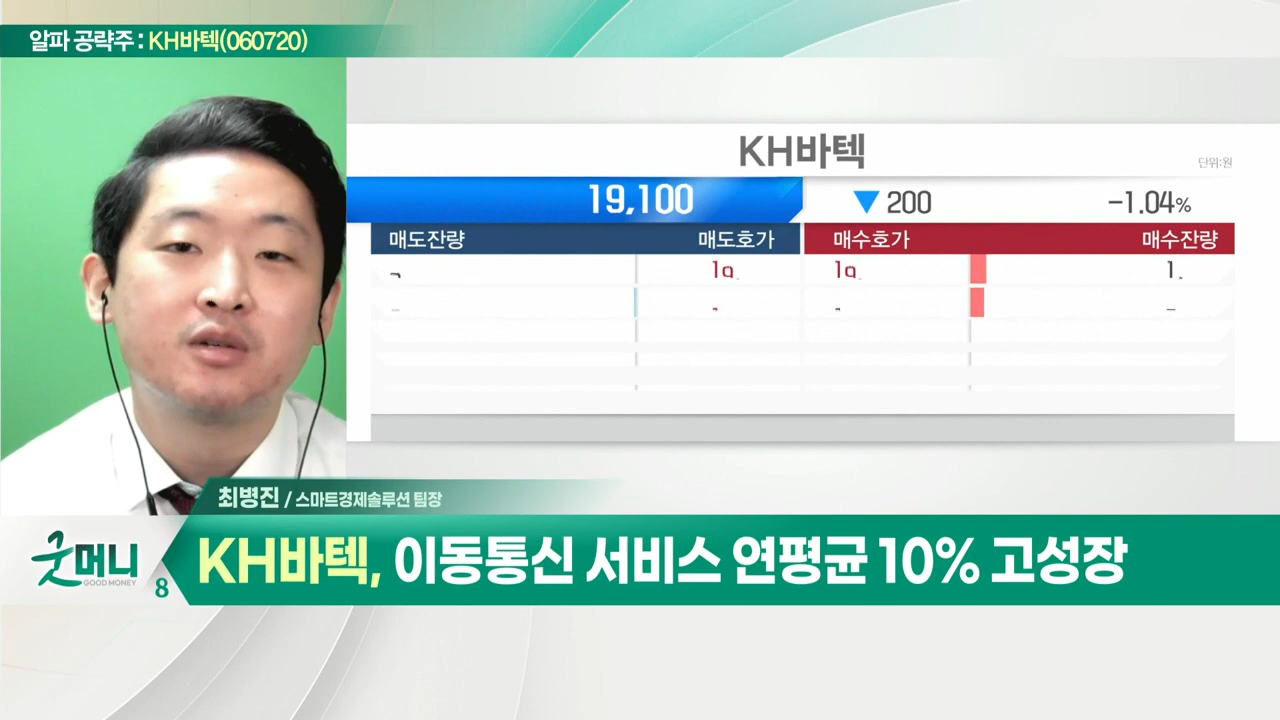 알파 공략주 : KH바텍(060720)
KH바텍
단위:원
19,100 ▼ 200 -1.04%
매도잔량 매도호가 매수호가 매수잔량
최병진 / 스마트경제솔루션 팀장
굿머니
GOOD MONEY
8
KH바텍, 이동통신 서비스 연평균 10% 고성장